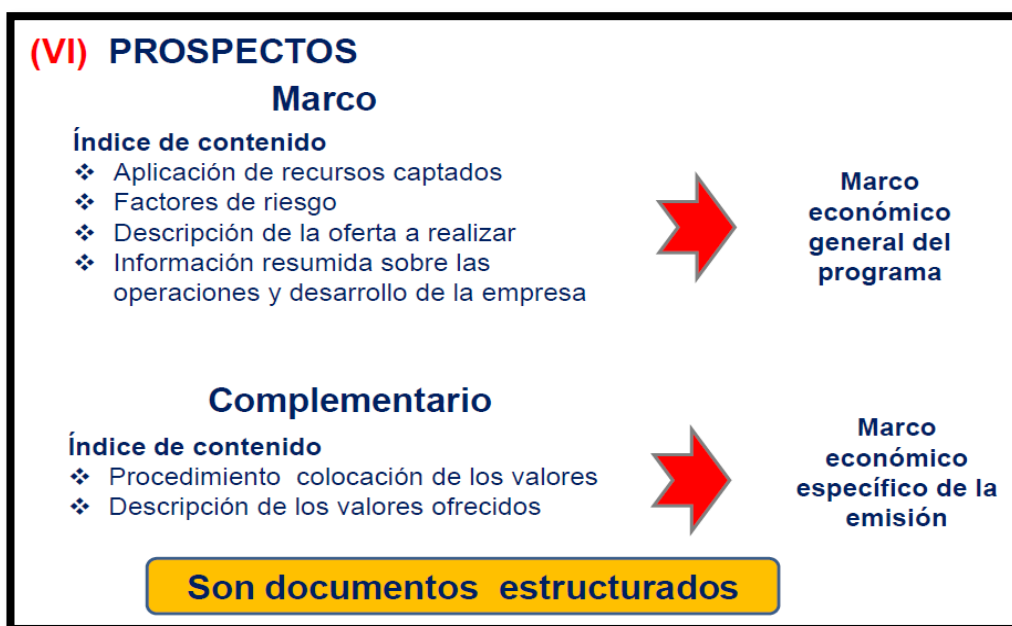 (VI) PROSPECTOS
Marco
Índice de contenido
❖ Aplicación de recursos captados
❖ Factores de riesgo
❖ Descripción de la oferta a realizar
❖ Información resumida sobre las
operaciones y desarrollo de la empresa
Marco
económico
general del
programa
Complementario
Índice de contenido
❖ Procedimiento colocación de los valores
❖ Descripción de los valores ofrecidos
Marco
económico
específico de la
emisión
Son documentos estructurados